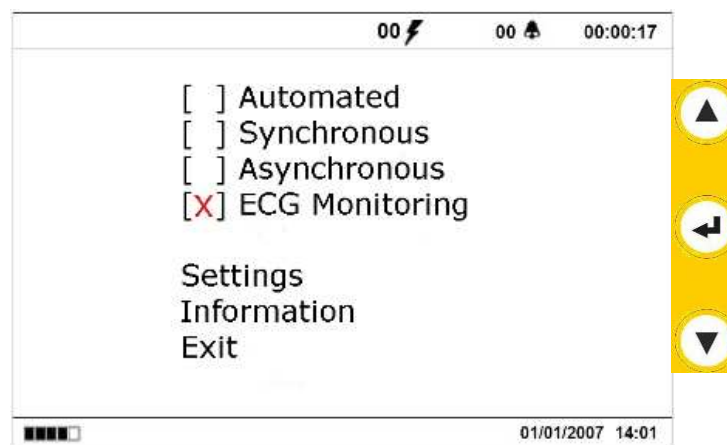 00 00 00:00:17
[ ] Automated
[ ] Synchronous
[ ] Asynchronous
[X] ECG Monitoring
Settings
Information
Exit
01/01/2007 14:01